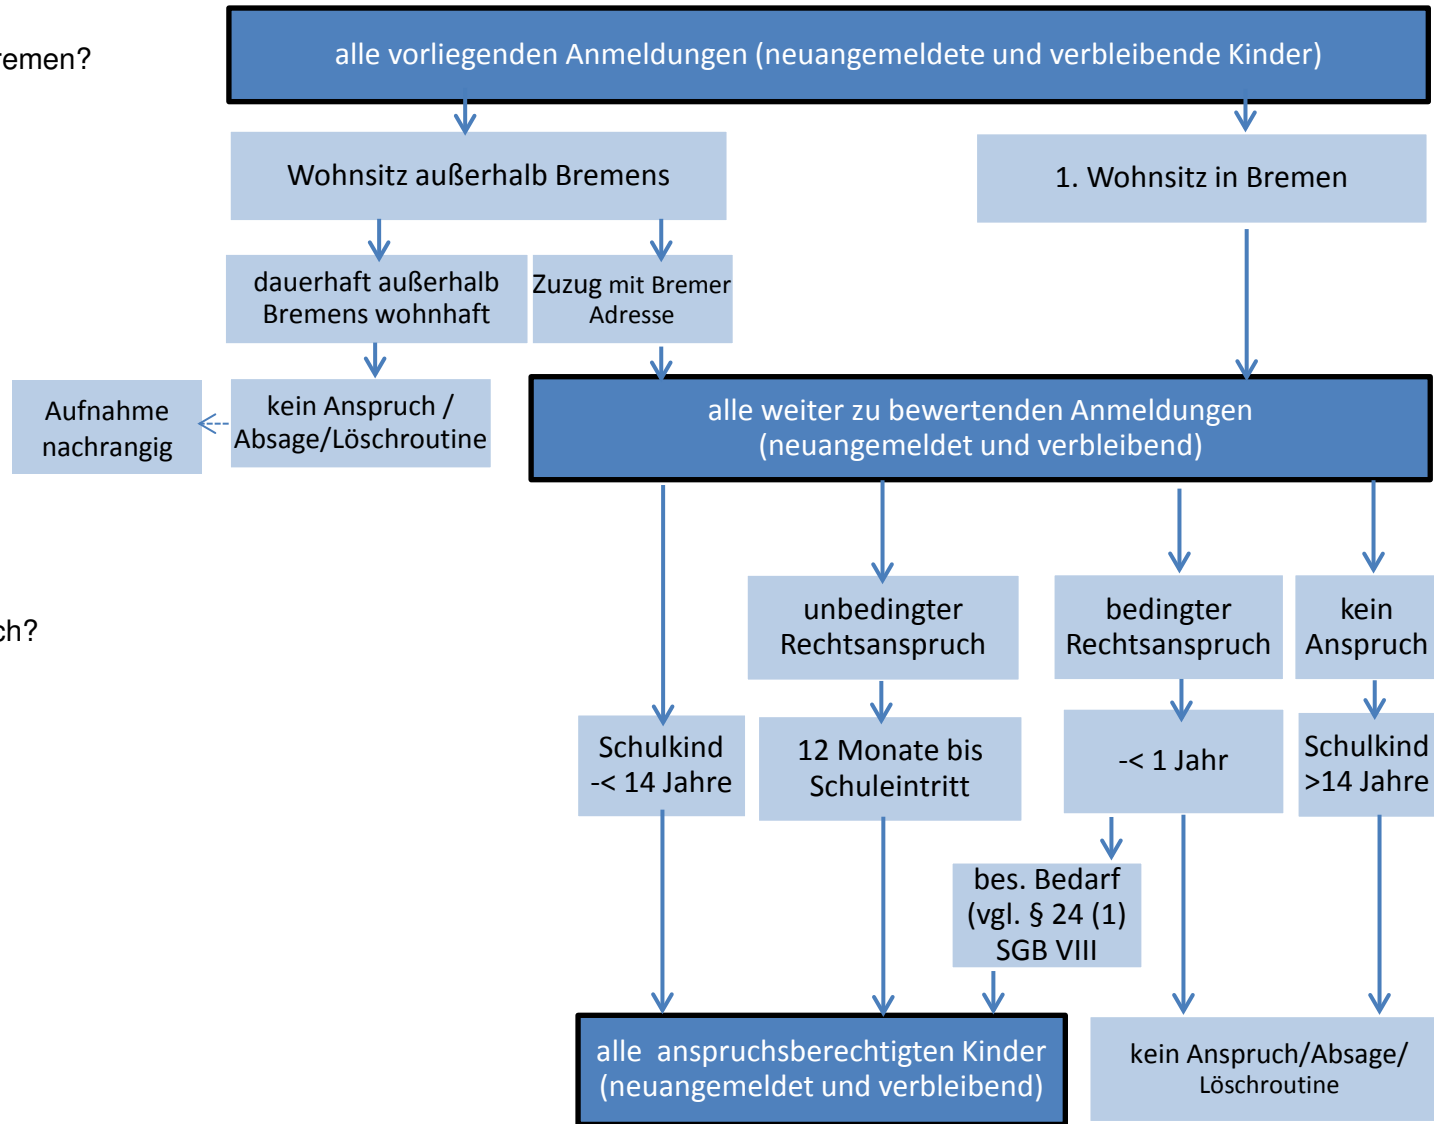 remen?
alle vorliegenden Anmeldungen (neuangemeldete und verbleibende Kinder)
Wohnsitz außerhalb Bremens
1. Wohnsitz in Bremen
dauerhaft außerhalb
Bremens wohnhaft
Zuzug mit Bremer
Adresse
Aufnahme
nachrangig
kein Anspruch /
Absage/Löschroutine
alle weiter zu bewertenden Anmeldungen
(neuangemeldet und verbleibend)
ch?
unbedingter
Rechtsanspruch
bedingter
Rechtsanspruch
kein
Anspruch
Schulkind
-< 14 Jahre
12 Monate bis
Schuleintritt
-< 1 Jahr
Schulkind
>14 Jahre
bes. Bedarf
(vgl. § 24 (1)
SGB VIII
alle  anspruchsberechtigten Kinder
(neuangemeldet und verbleibend)
kein Anspruch/Absage/
Löschroutine